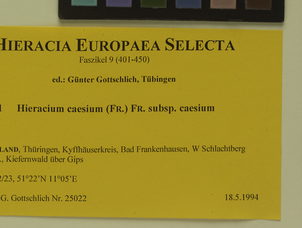 HIERACIA EUROPAEA SELECTA
Faszikel 9 (401-450)
ed.: Günter Gottschlich, Tübingen
Hieracium caesium (FR.) FR. subsp. caesium
LAND, Thüringen, Kyffhäuserkreis, Bad Frankenhausen, W Schlachtberg
., Kiefernwald über Gips
2/23, 51°22'N 11°05'E
G. Gottschlich Nr. 25022 18.5.1994